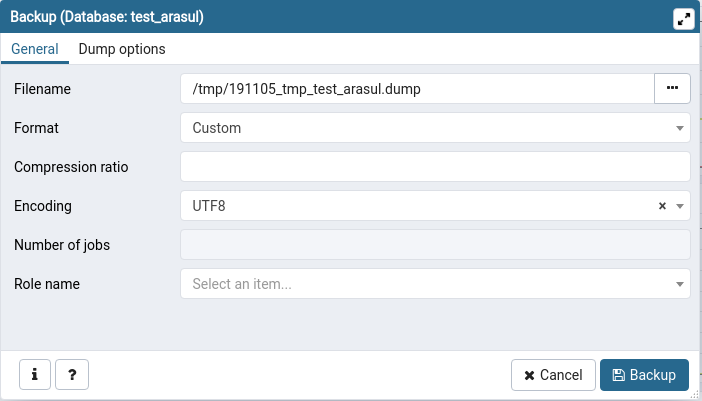 Backup (Database: test_arasul)
General Dump options
Filename /tmp/191105_tmp_test_arasul.dump ...
Format Custom
Compression ratio
Encoding UTF8 ×
Number of jobs
Role name Select an item...
i ? ✖ Cancel Backup